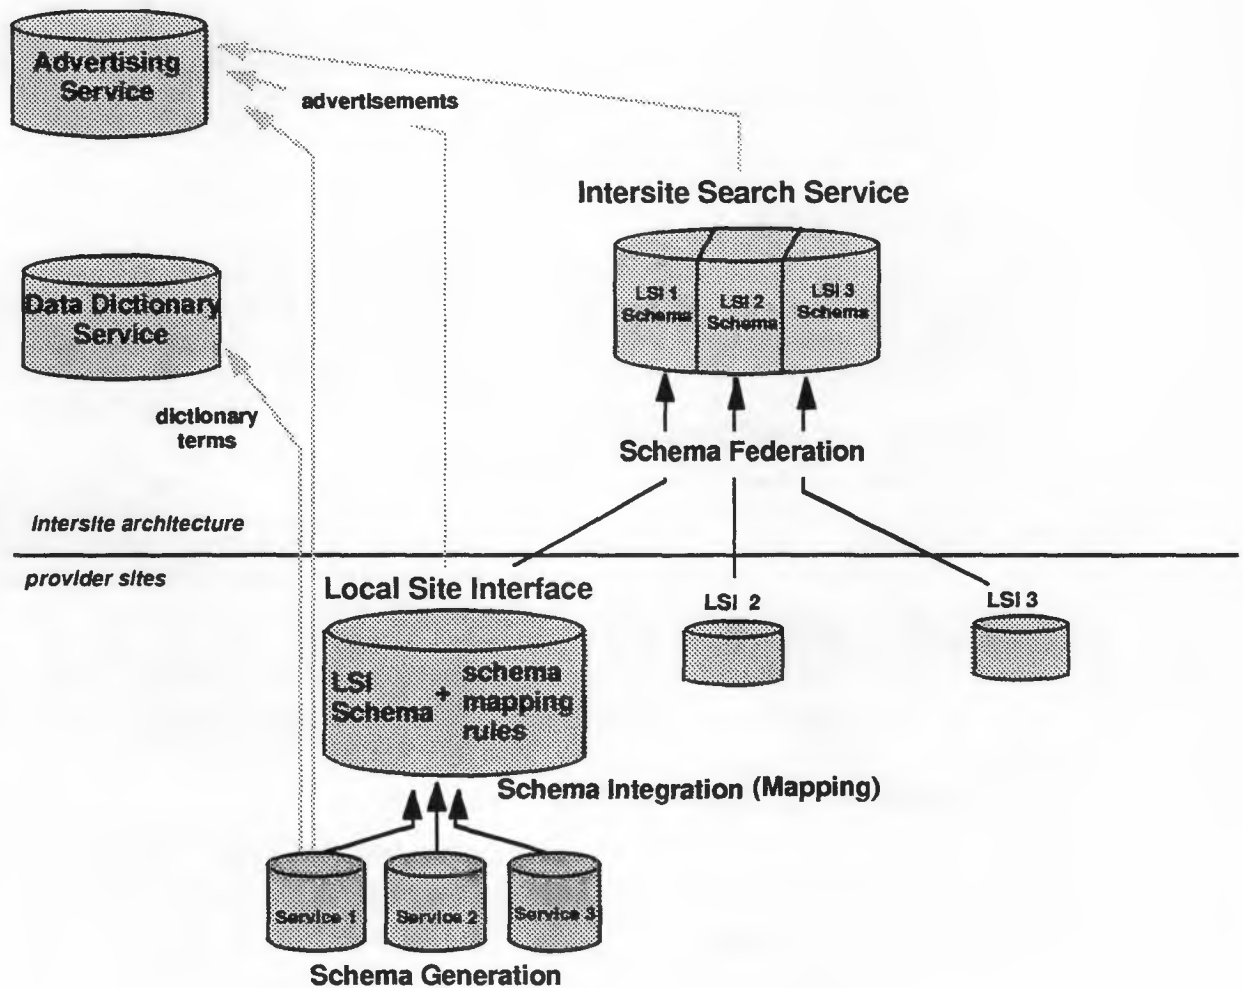 Advertising
Service
advertisements
Intersite Search Service
LSI 1
Schema
LSI 2
Schema
LSI 3
Schema
Data Dictionary
Service
dictionary
terms
Schema Federation
intersite architecture
provider sites
Local Site Interface
LSI 2
LSI 3
LSI
Schema
+
schema
mapping
rules
Schema Integration (Mapping)
Service 1
Service 2
Service 3
Schema Generation